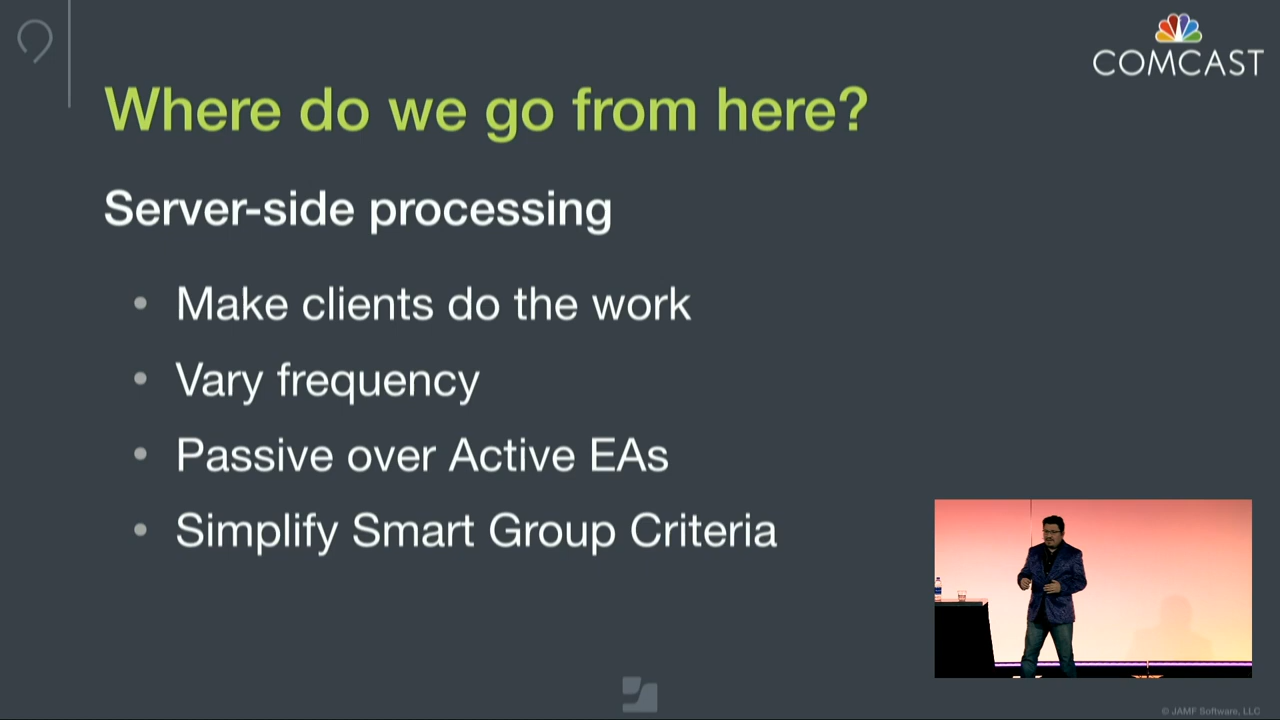 COMCAST
Where do we go from here?
Server-side processing
• Make clients do the work
• Vary frequency
• Passive over Active EAs
• Simplify Smart Group Criteria
© JAMF Software, LLC